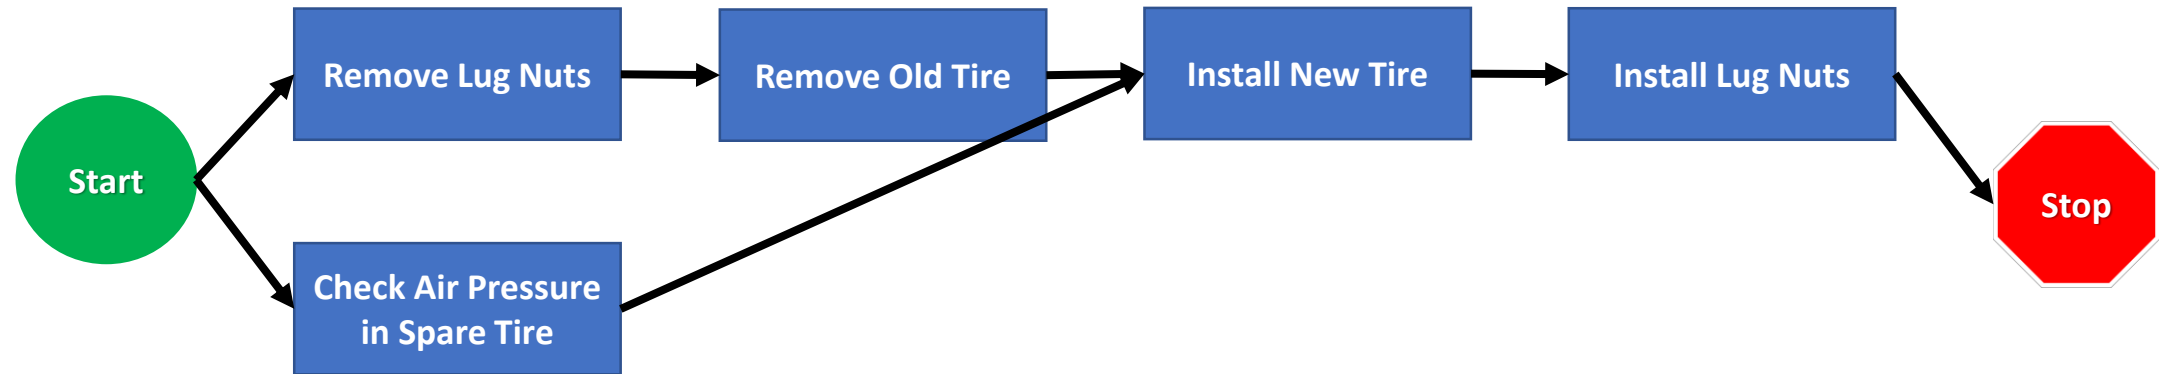 Remove Lug Nuts
Remove Old Tire
Install New Tire
Install Lug Nuts
Start
Stop
Check Air Pressure
in Spare Tire